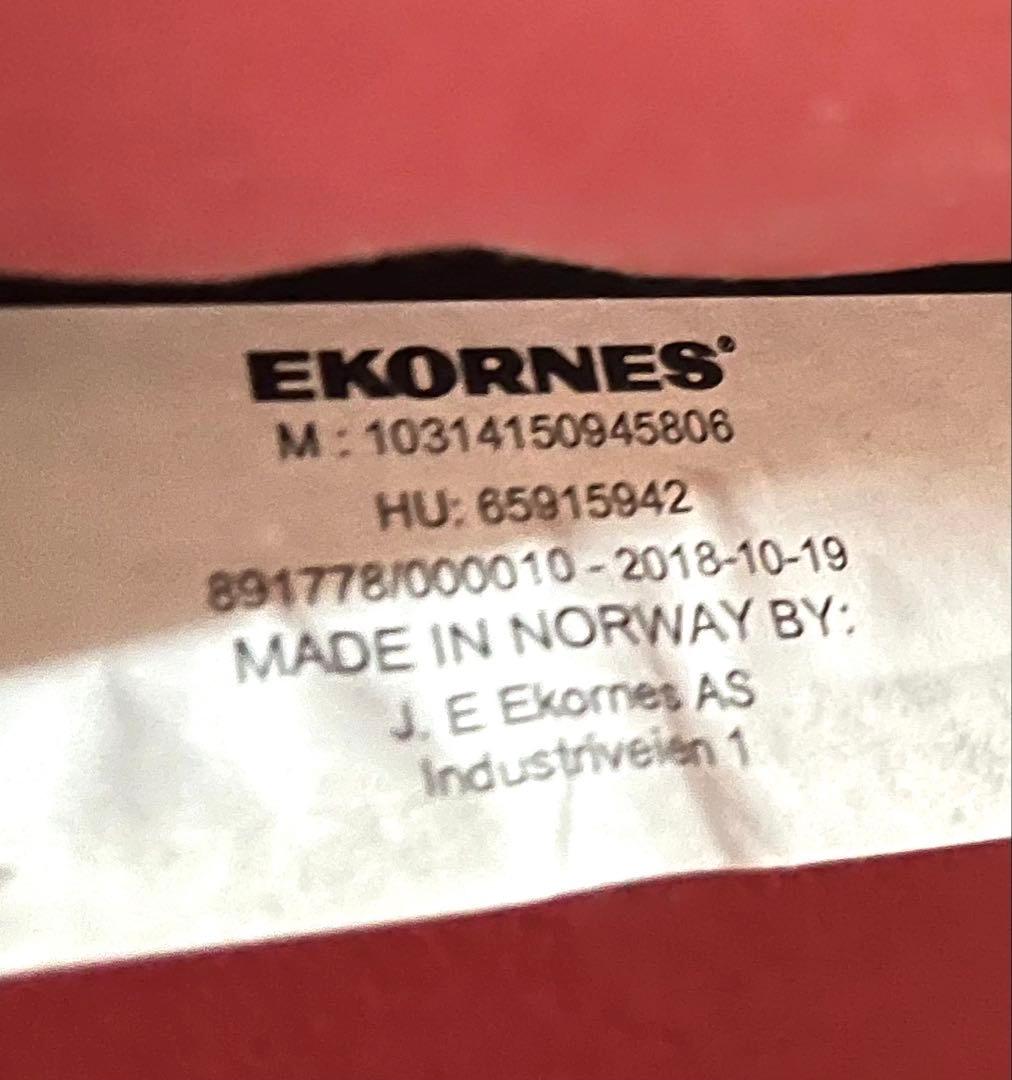 EKORNES®
M : 10314150945806
HU: 65915942
891778/000010 - 2018-10-19
MADE IN NORWAY BY:
J. E Ekornes AS
Industriveien 1